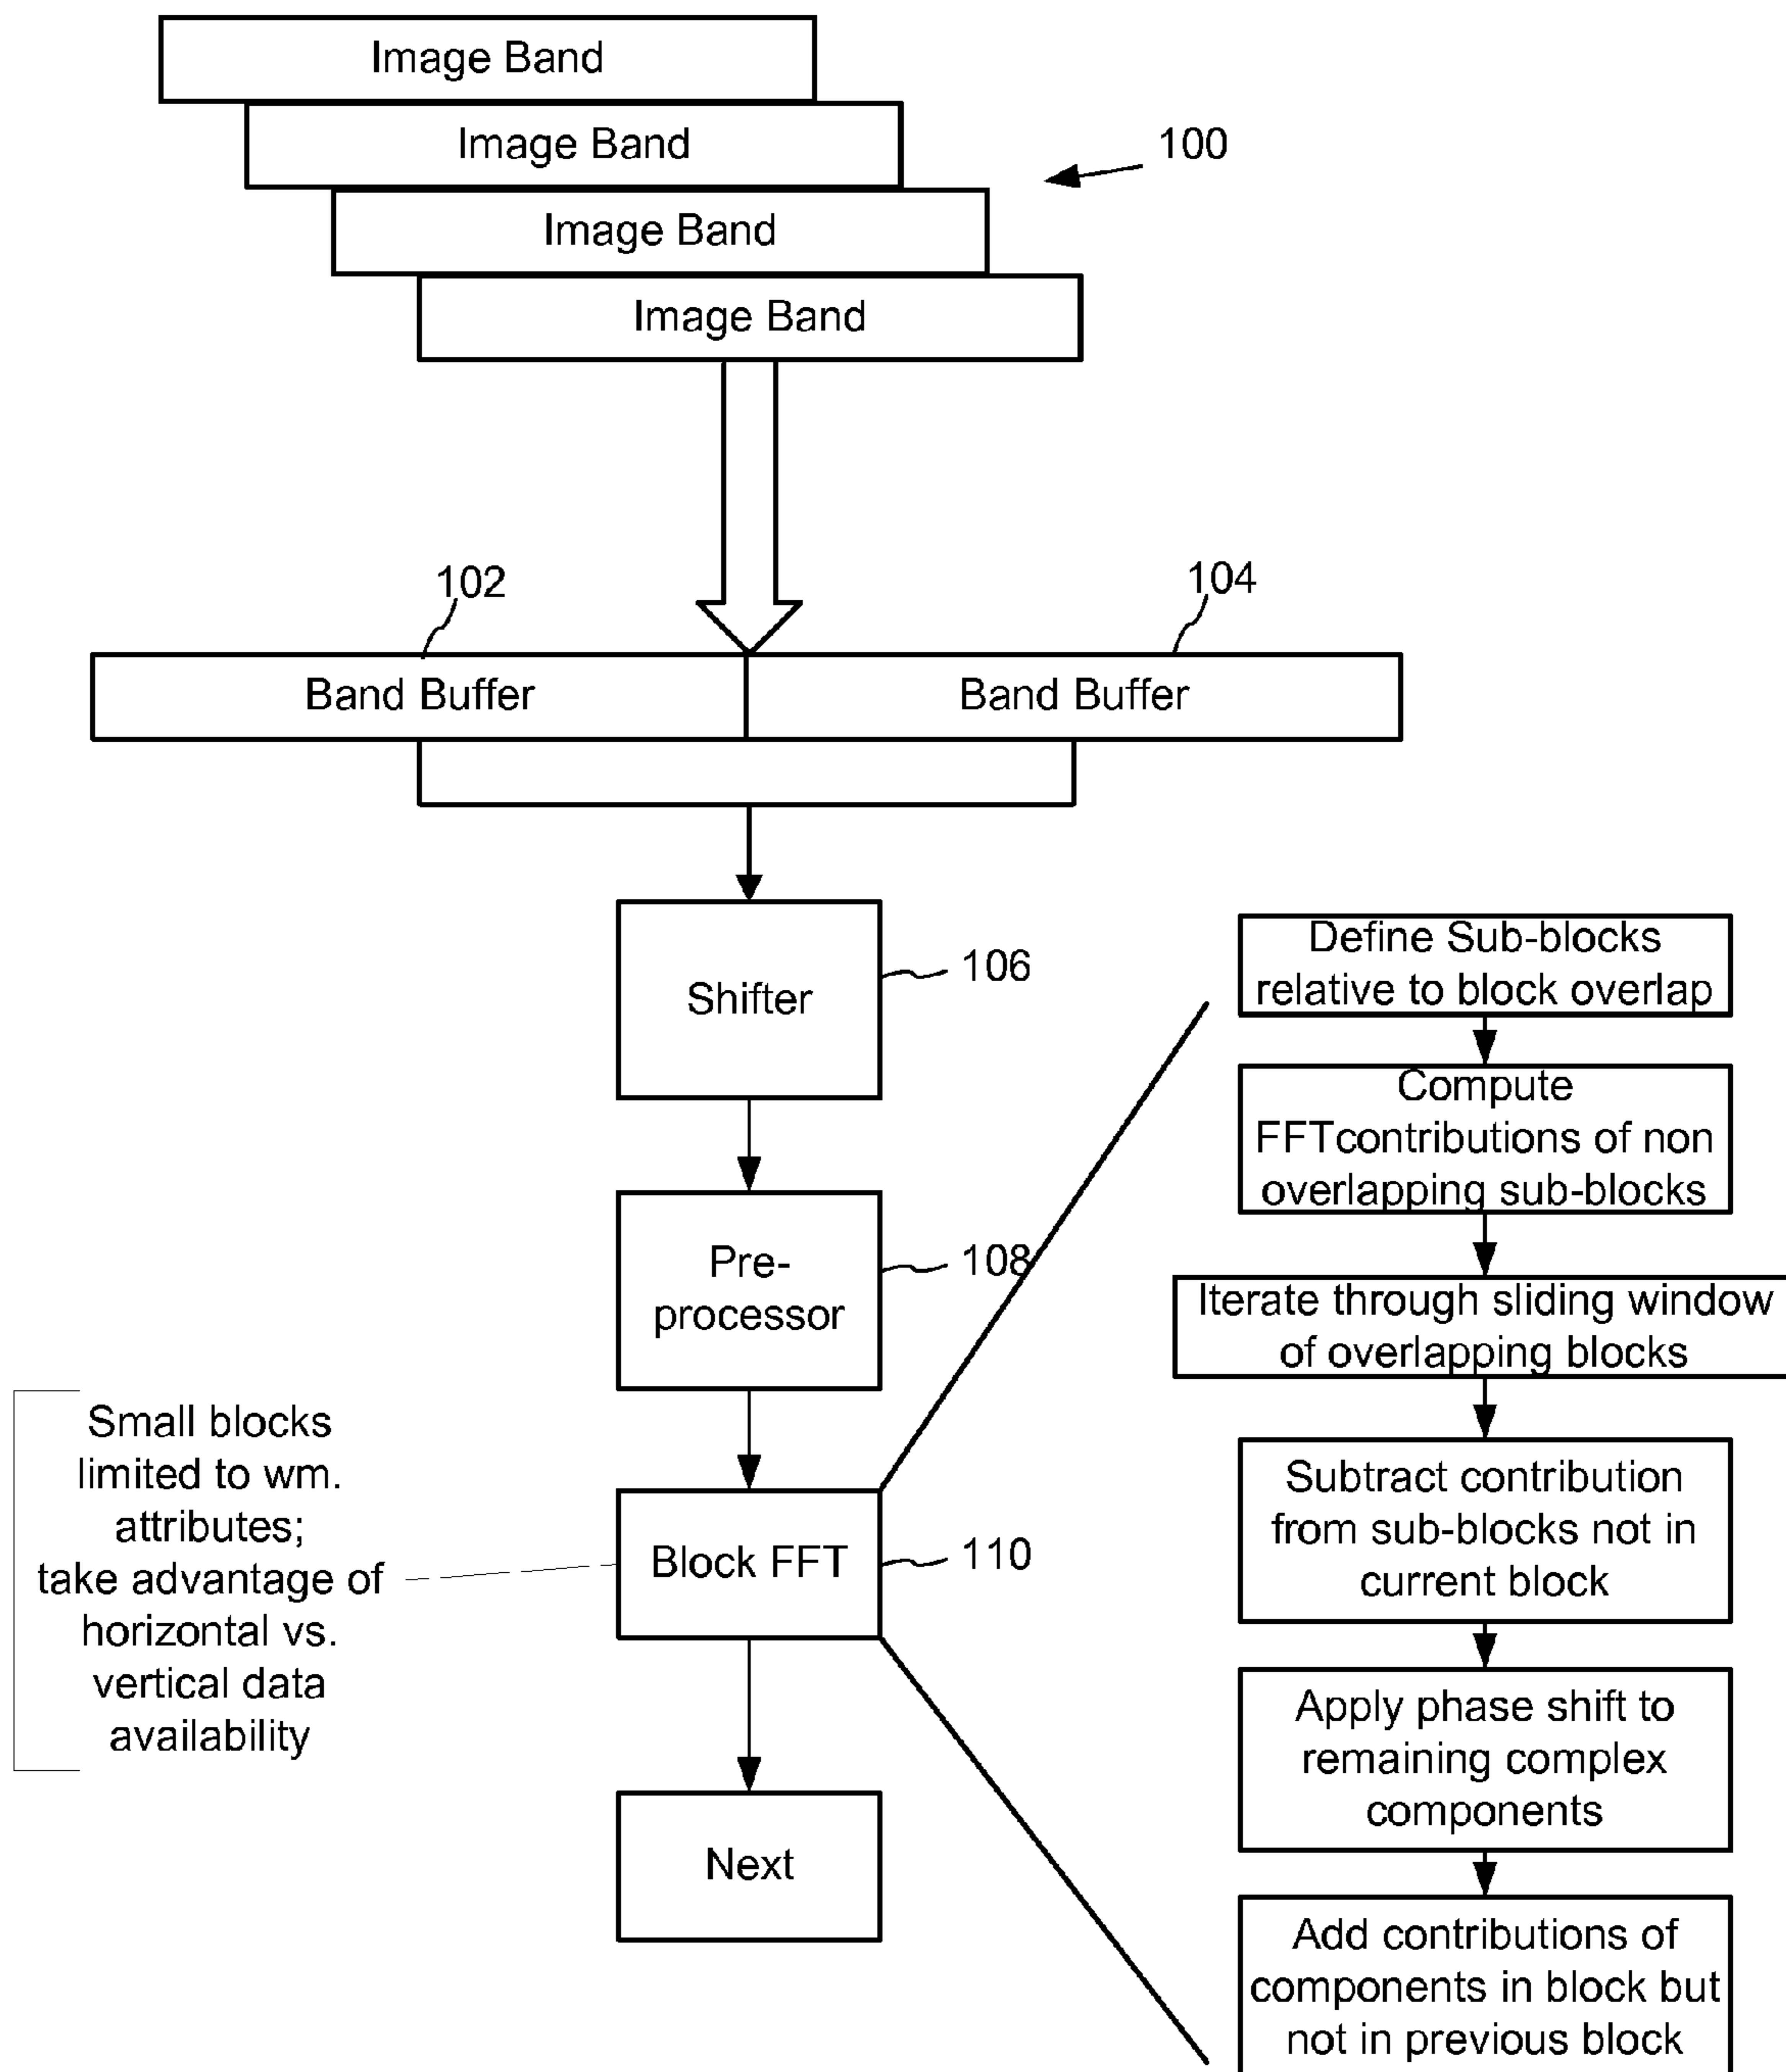 Image Band
Image Band
100
Image Band
Image Band
102
104
Band Buffer
Band Buffer
Shifter
106
Pre-
processor
108
Small blocks
limited to wm.
attributes;
take advantage of
horizontal vs.
vertical data
availability
Block FFT
110
Next
Define Sub-blocks
relative to block overlap
Compute
FFTcontributions of non
overlapping sub-blocks
Iterate through sliding window
of overlapping blocks
Subtract contribution
from sub-blocks not in
current block
Apply phase shift to
remaining complex
components
Add contributions of
components in block but
not in previous block